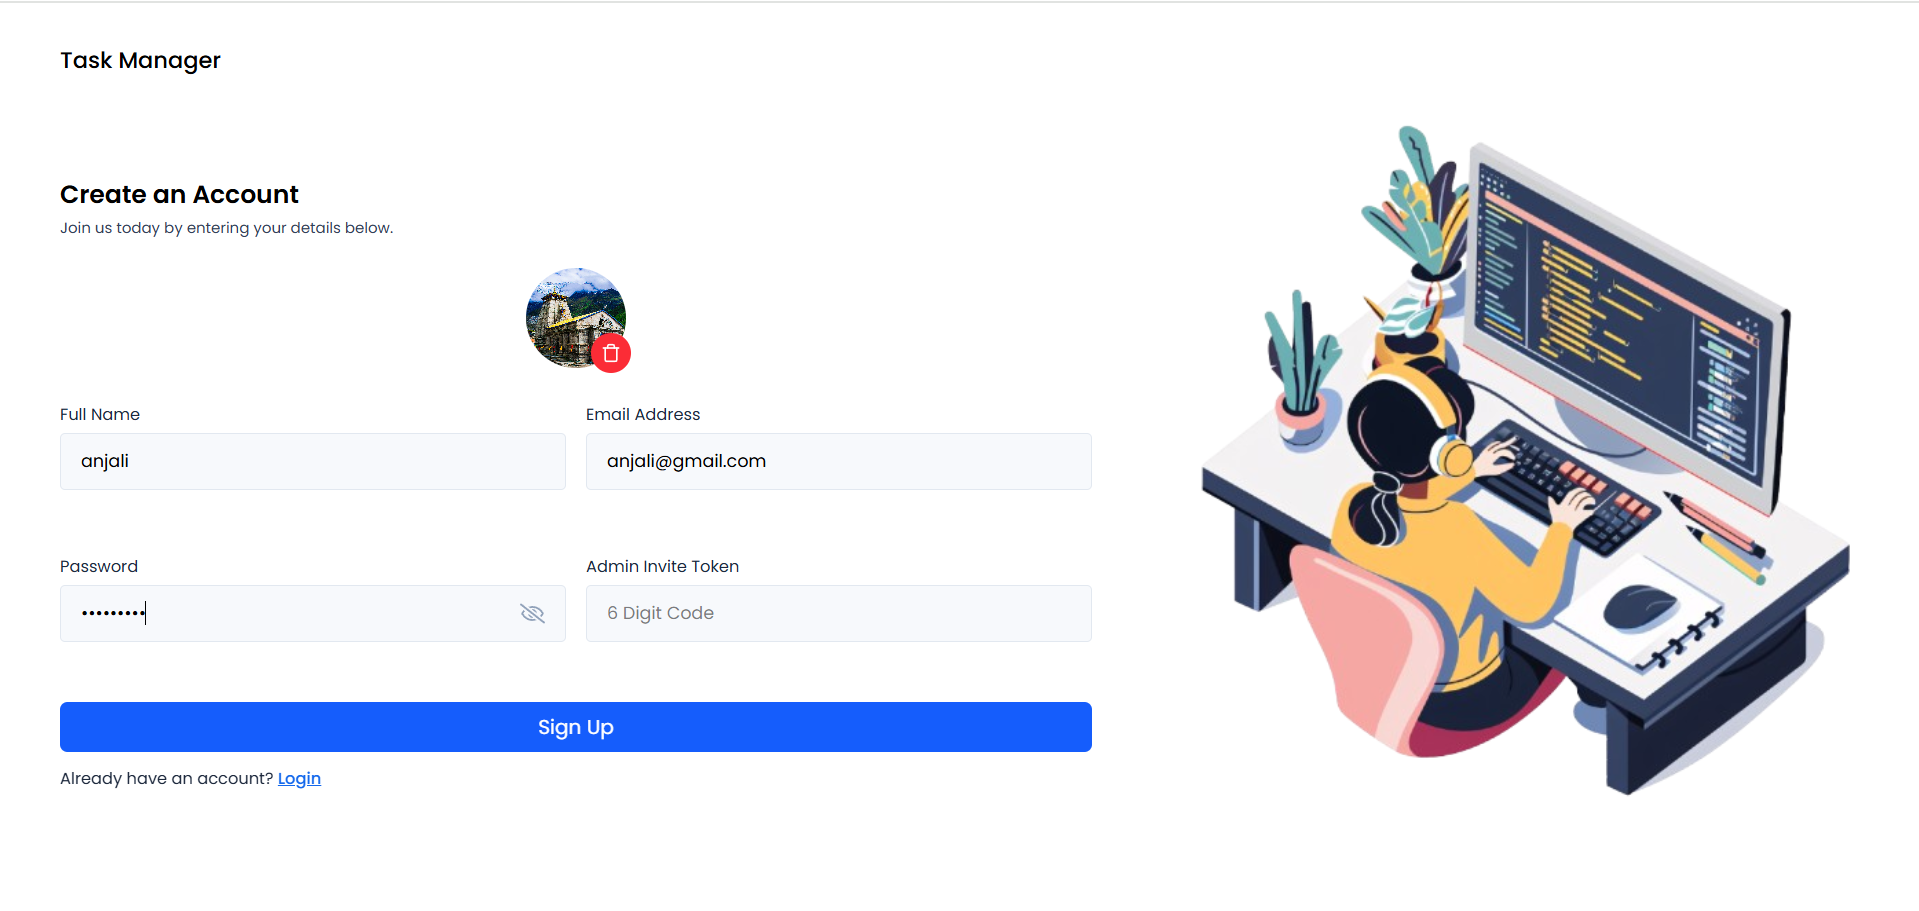 Task Manager
Create an Account
Join us today by entering your details below.
Full Name
Email Address
anjali
anjali@gmail.com
Password
Admin Invite Token
•••••••••
6 Digit Code
Sign Up
Already have an account? Login